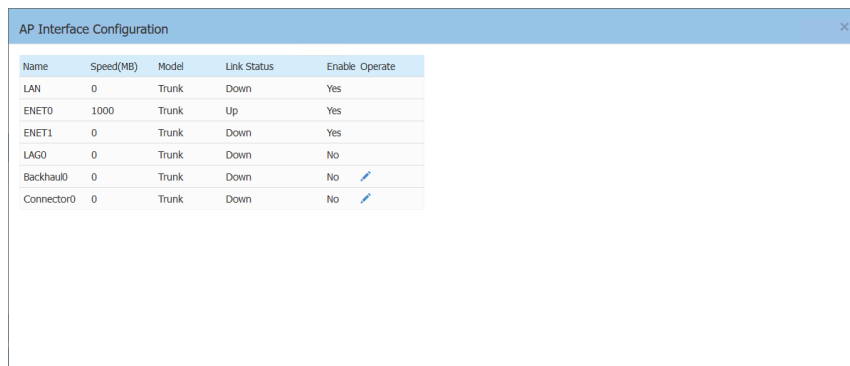 AP Interface Configuration
Name Speed(MB) Model Link Status Enable Operate
LAN 0 Trunk Down Yes
ENET0 1000 Trunk Up Yes
ENET1 0 Trunk Down Yes
LAG0 0 Trunk Down No
Backhaul0 0 Trunk Down No
Connector0 0 Trunk Down No